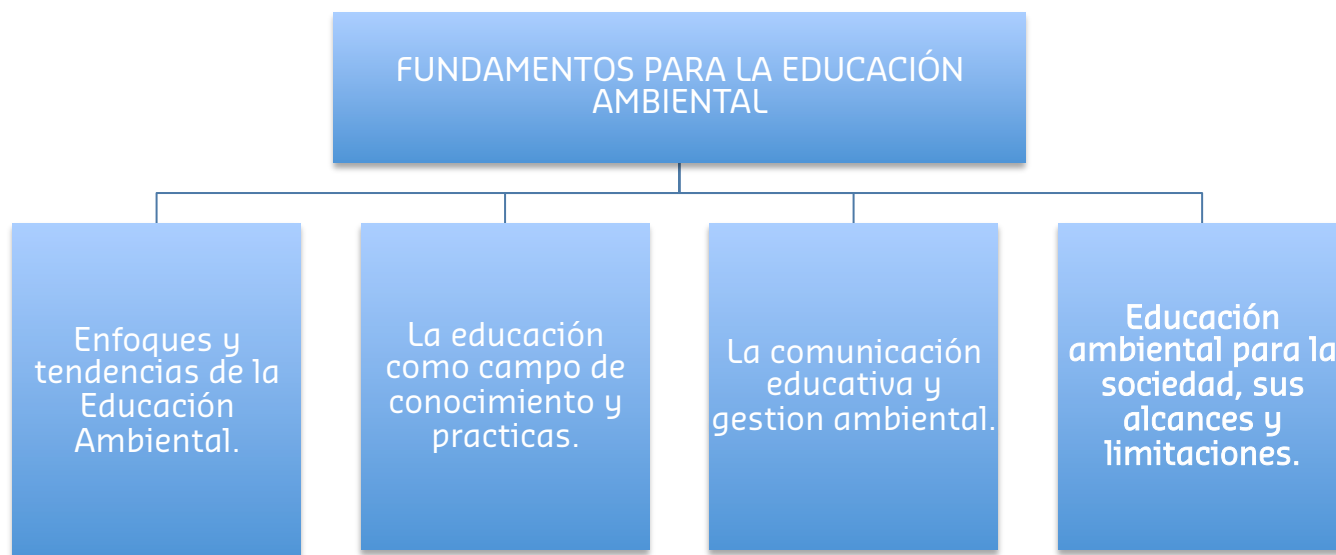 FUNDAMENTOS PARA LA EDUCACIÓN
AMBIENTAL
Enfoques y
tendencias de la
Educación
Ambiental.
La educación
como campo de
conocimiento y
practicas.
La comunicación
educativa y
gestion ambiental.
Educación
ambiental para la
sociedad, sus
alcances y
limitaciones.